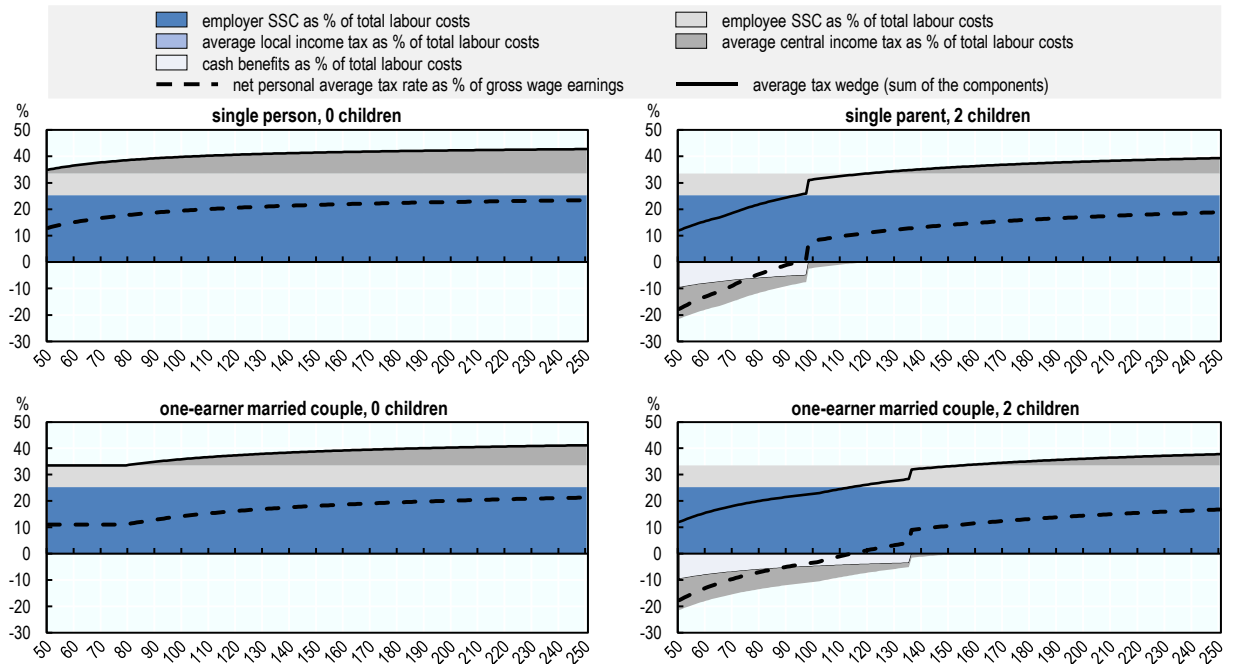 employer SSC as % of total labour costs
employee SSC as % of total labour costs
average local income tax as % of total labour costs
average central income tax as % of total labour costs
cash benefits as % of total labour costs
net personal average tax rate as % of gross wage earnings
average tax wedge (sum of the components)
%
single person, 0 children
50
40
30
20
10
0
-10
-20
-30
50 60 70 80 90 100 110 120 130 140 150 160 170 180 190 200 210 220 230 240 250
%
single parent, 2 children
50
40
30
20
10
0
-10
-20
-30
50 60 70 80 90 100 110 120 130 140 150 160 170 180 190 200 210 220 230 240 250
%
one-earner married couple, 0 children
50
40
30
20
10
0
-10
-20
-30
50 60 70 80 90 100 110 120 130 140 150 160 170 180 190 200 210 220 230 240 250
%
one-earner married couple, 2 children
50
40
30
20
10
0
-10
-20
-30
50 60 70 80 90 100 110 120 130 140 150 160 170 180 190 200 210 220 230 240 250